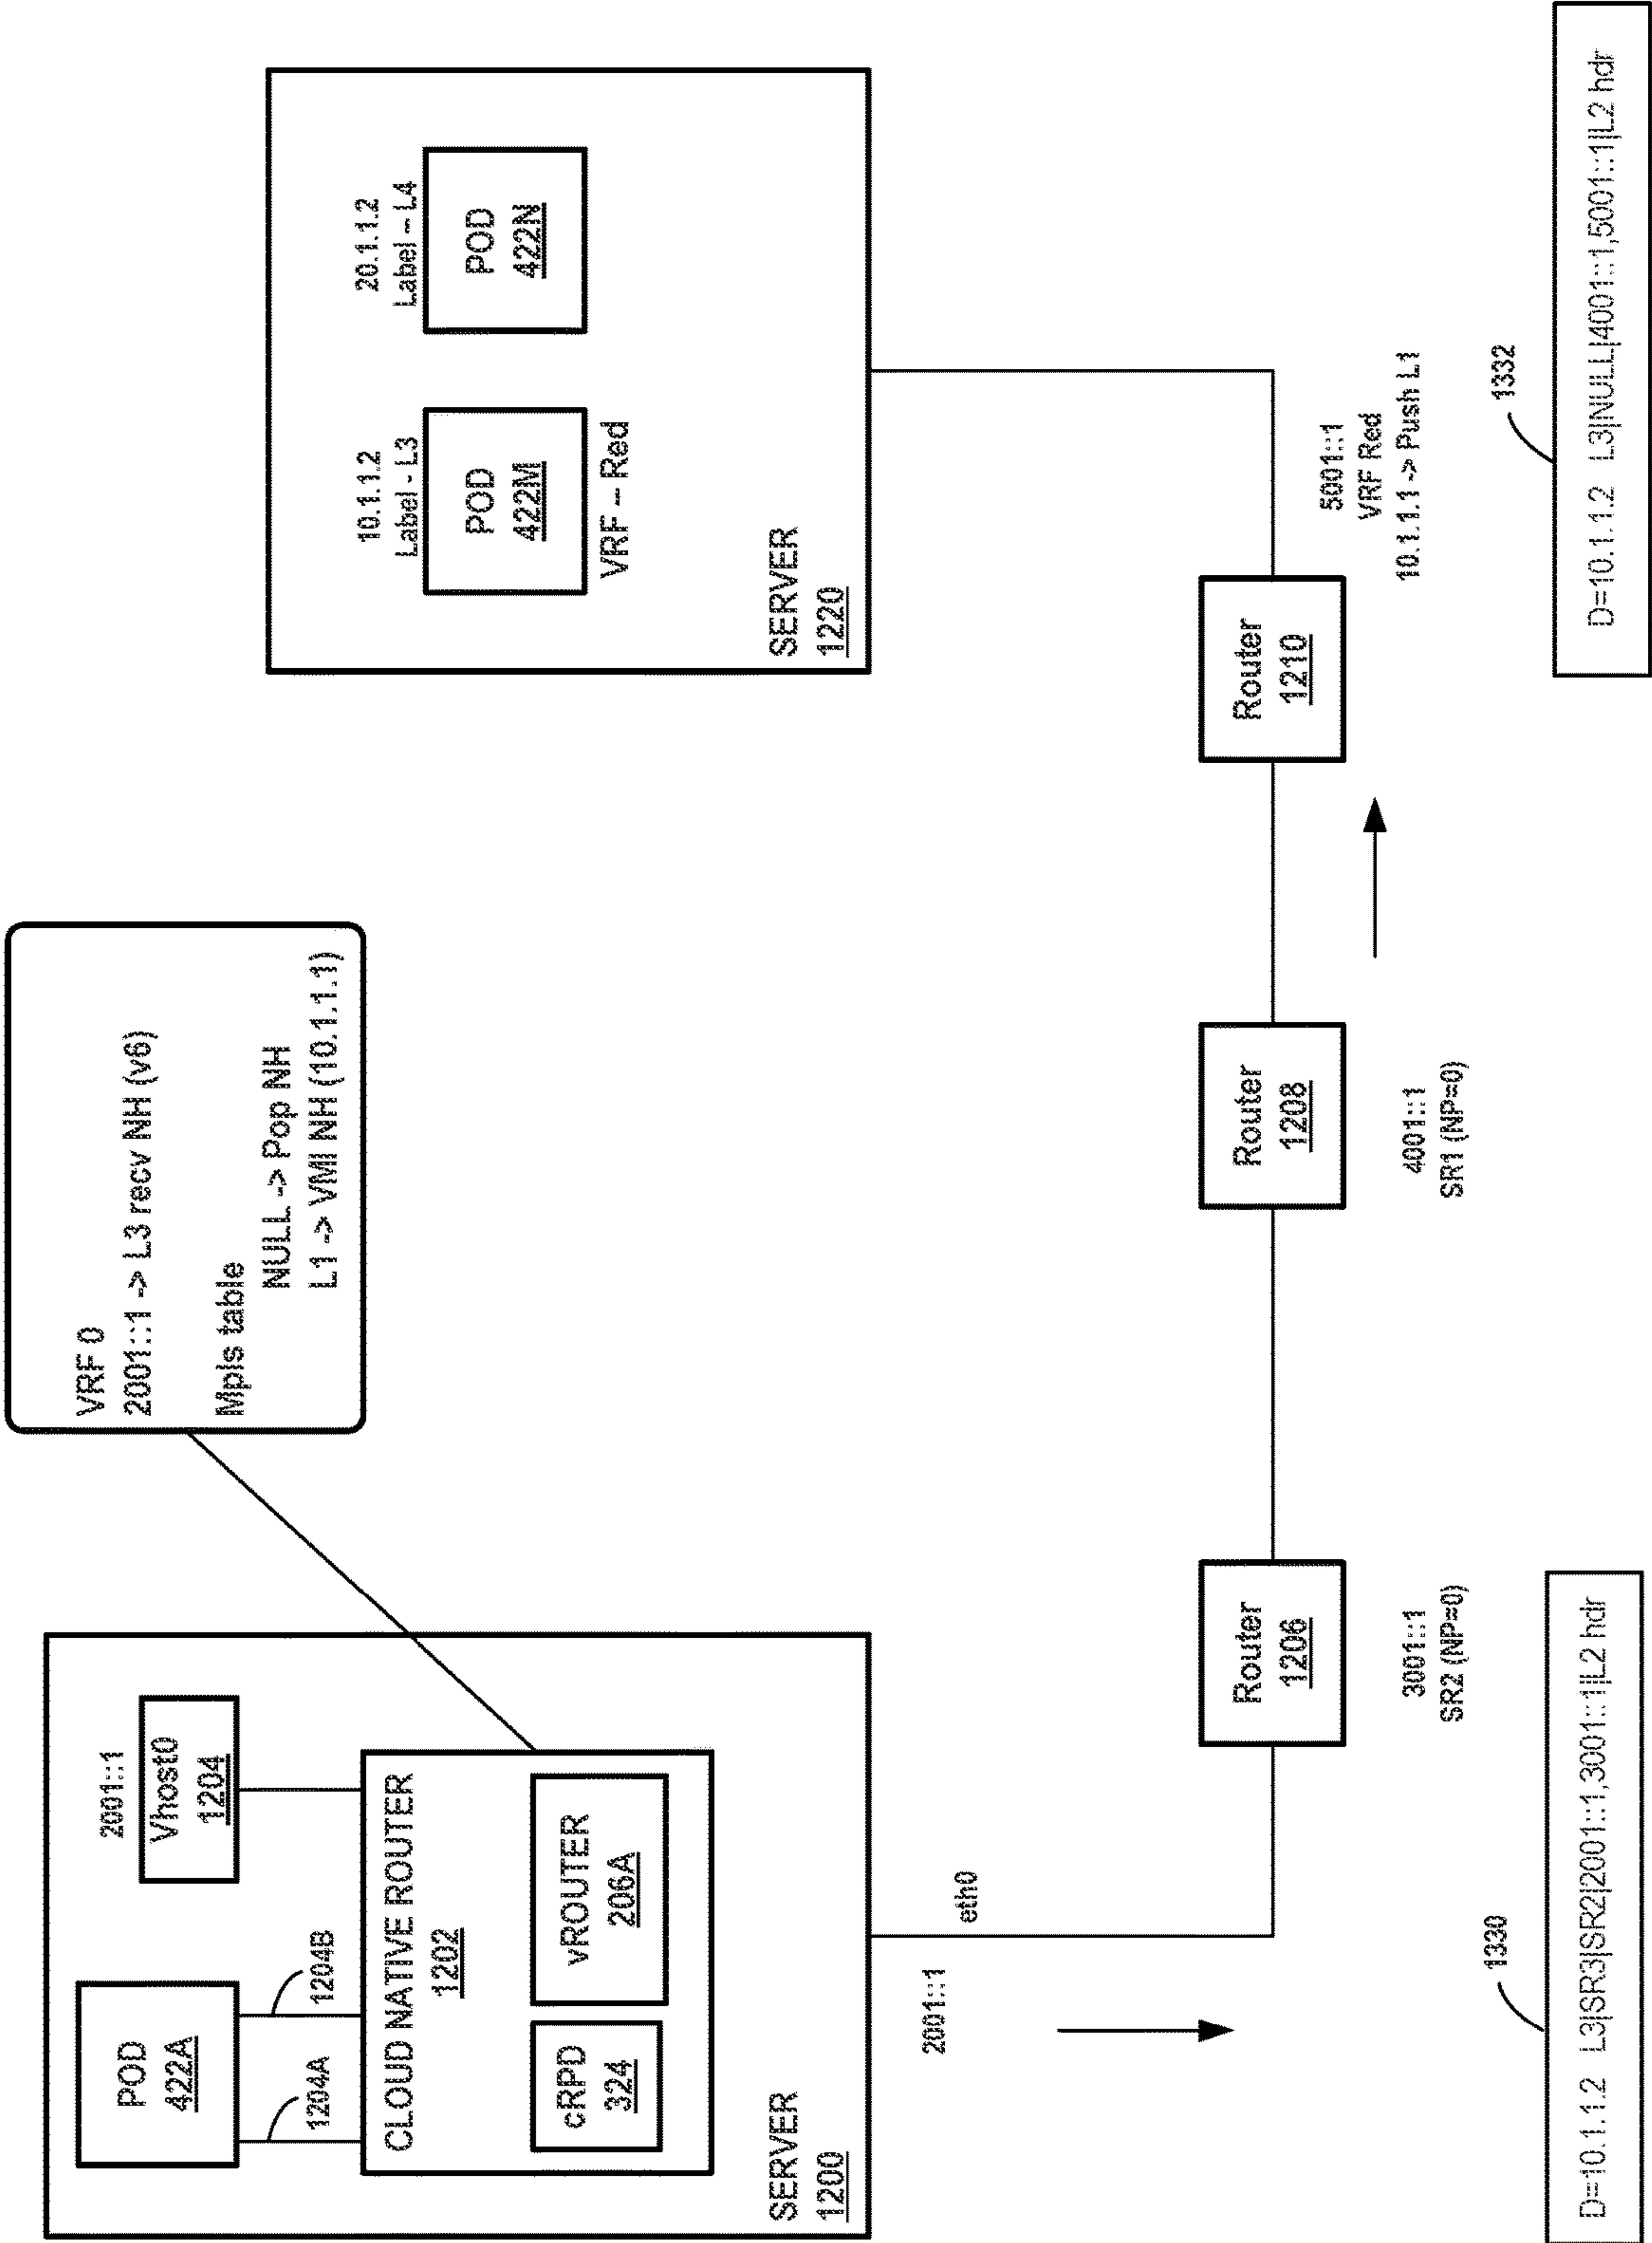 VRF 0
2001::1 -> L3 recv NH (v6)
Mpls table
NULL -> Pop NH
L1 -> VMI NH (10.1.1.1)
POD
422A
1204A
1204B
2001::1
Vhost0
1204
CLOUD NATIVE ROUTER
1202
cRPD
324
vROUTER
206A
SERVER
1200
10.1.1.2
Label - L3
POD
422M
VRF – Red
20.1.1.2
Label – L4
POD
422N
SERVER
1220
2001::1
eth0
Router
1206
3001::1
SR2 (NP=0)
Router
1208
4001::1
SR1 (NP=0)
Router
1210
5001::1
VRF Red
10.1.1.1 -> Push L1
1330
D=10.1.1.2 L3|SR3|SR2|2001::1,3001::1|L2 hdr
1332
D=10.1.1.2 L3|NULL|4001::1,5001::1|L2 hdr